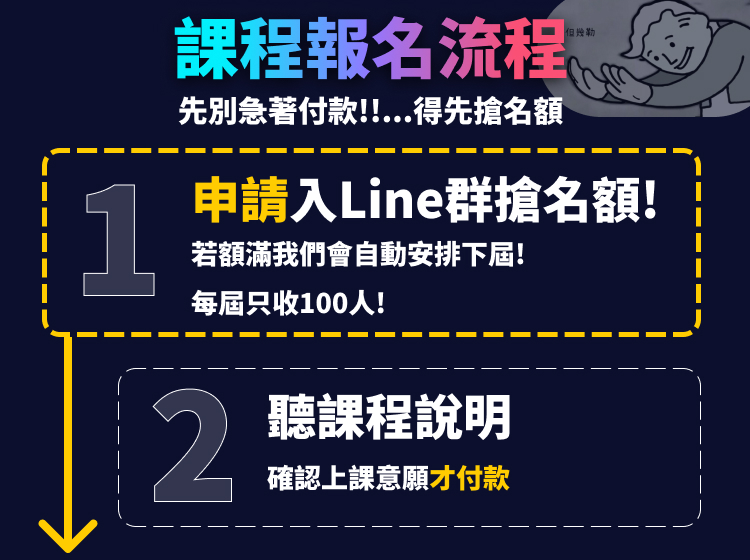 課程報名流程
但幾勒
先別急著付款!!...得先搶名額
1
申請入Line群搶名額!
若額滿我們會自動安排下屆!
每屆只收100人!
2
聽課程說明
確認上課意願才付款